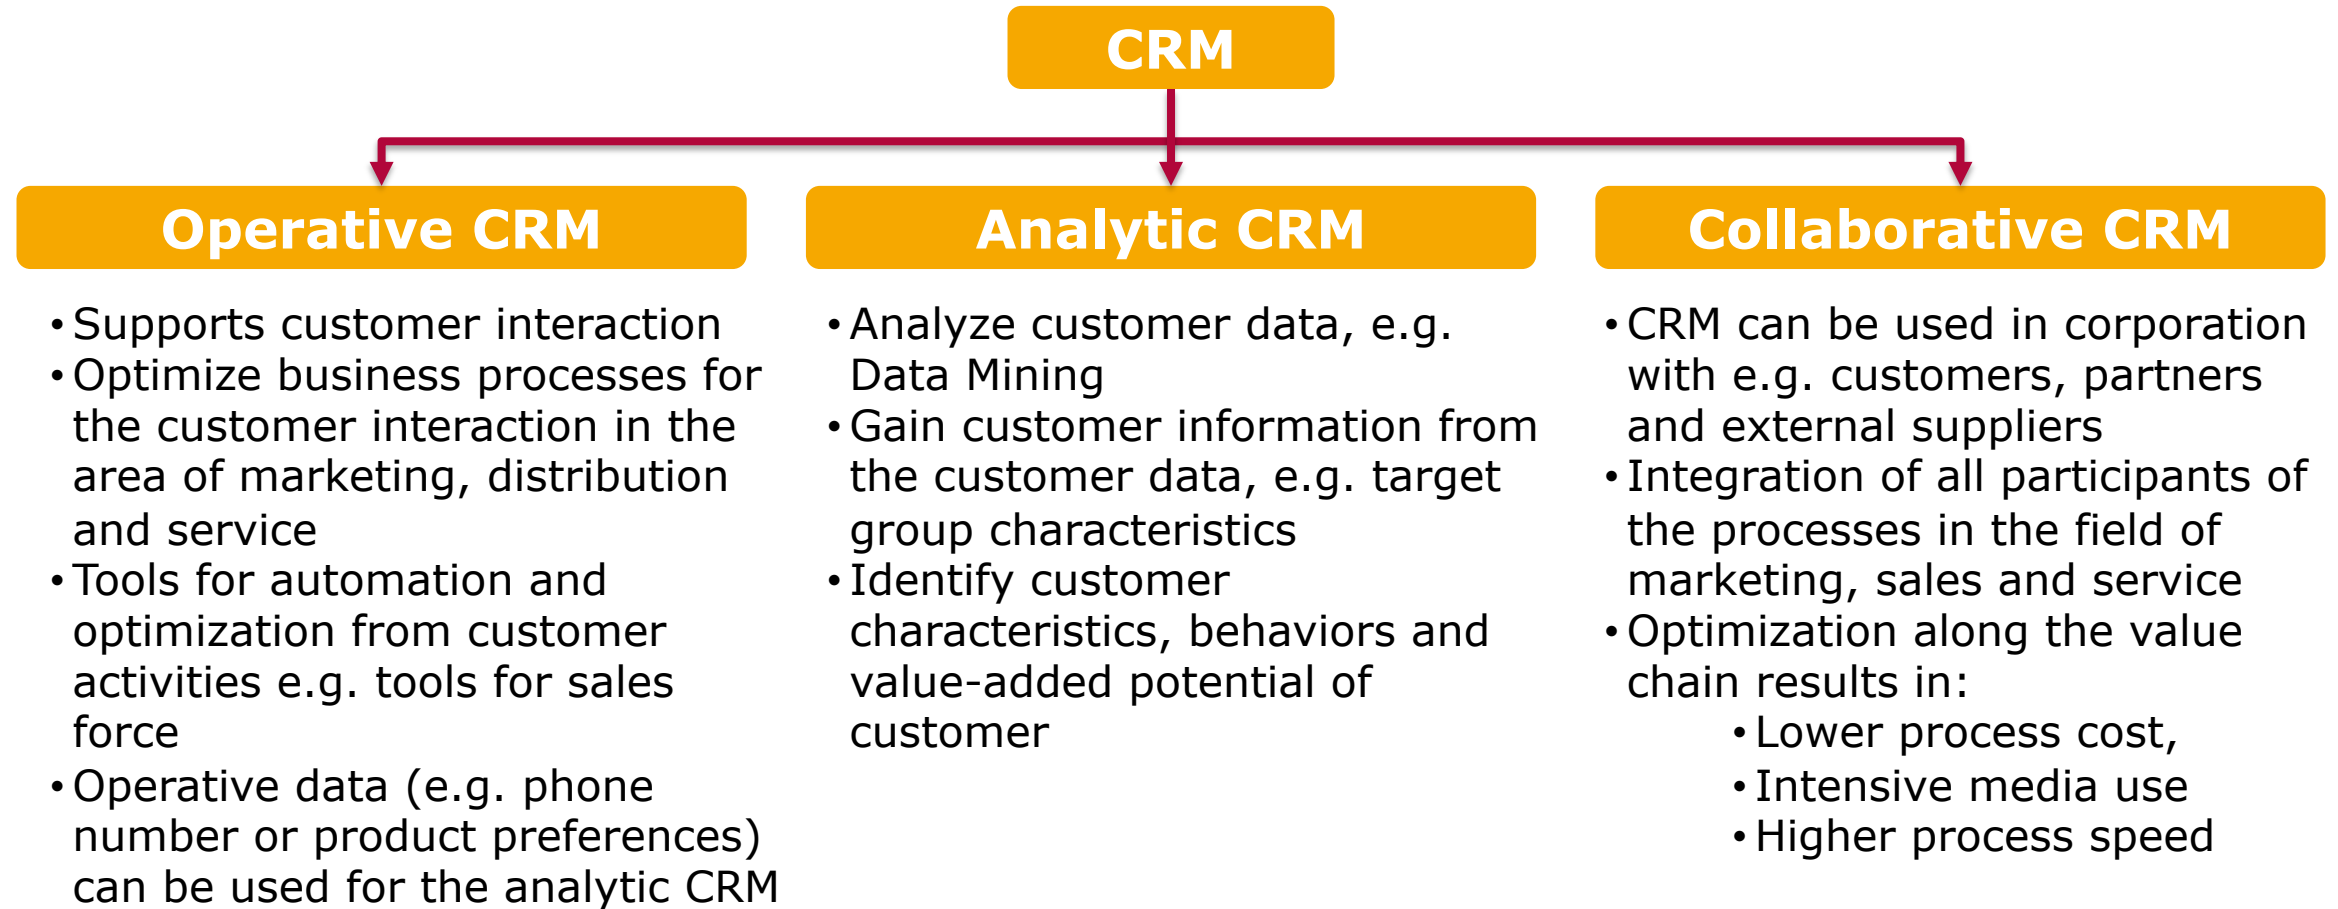 CRM
Operative CRM
• Supports customer interaction
• Optimize business processes for
the customer interaction in the
area of marketing, distribution
and service
• Tools for automation and
optimization from customer
activities e.g. tools for sales
force
• Operative data (e.g. phone
number or product preferences)
can be used for the analytic CRM
Analytic CRM
• Analyze customer data, e.g.
Data Mining
• Gain customer information from
the customer data, e.g. target
group characteristics
• Identify customer
characteristics, behaviors and
value-added potential of
customer
Collaborative CRM
• CRM can be used in corporation
with e.g. customers, partners
and external suppliers
• Integration of all participants of
the processes in the field of
marketing, sales and service
• Optimization along the value
chain results in:
• Lower process cost,
• Intensive media use
• Higher process speed